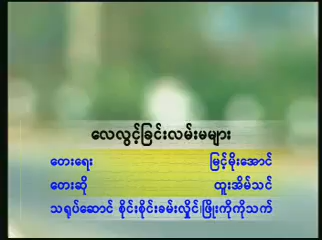 လေလွင့်ခြင်းလမ်းမများ
တေးရေး မြင့်မိုးအောင်
တေးဆို ထူးအိမ်သင်
သရုပ်ဆောင် စိုင်းစိုင်းခမ်းလှိုင်၊ဖြိုးကိုကိုသက်